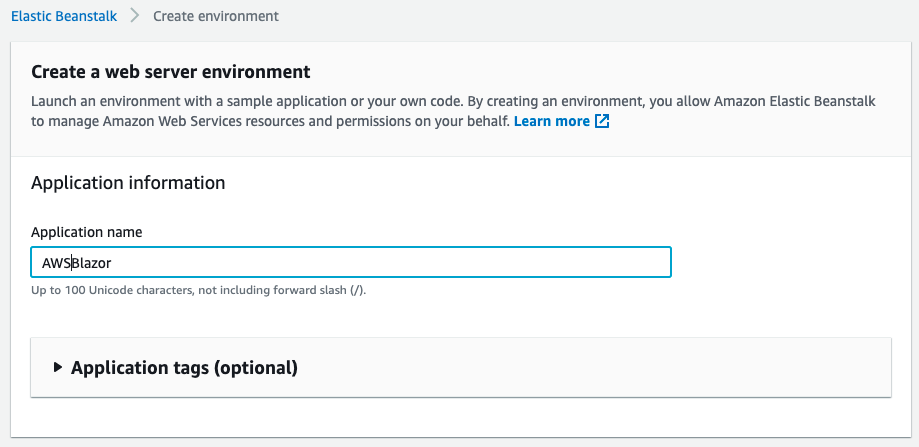 Elastic Beanstalk > Create environment
Create a web server environment
Launch an environment with a sample application or your own code. By creating an environment, you allow Amazon Elastic Beanstalk
to manage Amazon Web Services resources and permissions on your behalf. Learn more
Application information
Application name
AWSBlazor
Up to 100 Unicode characters, not including forward slash (/).
Application tags (optional)